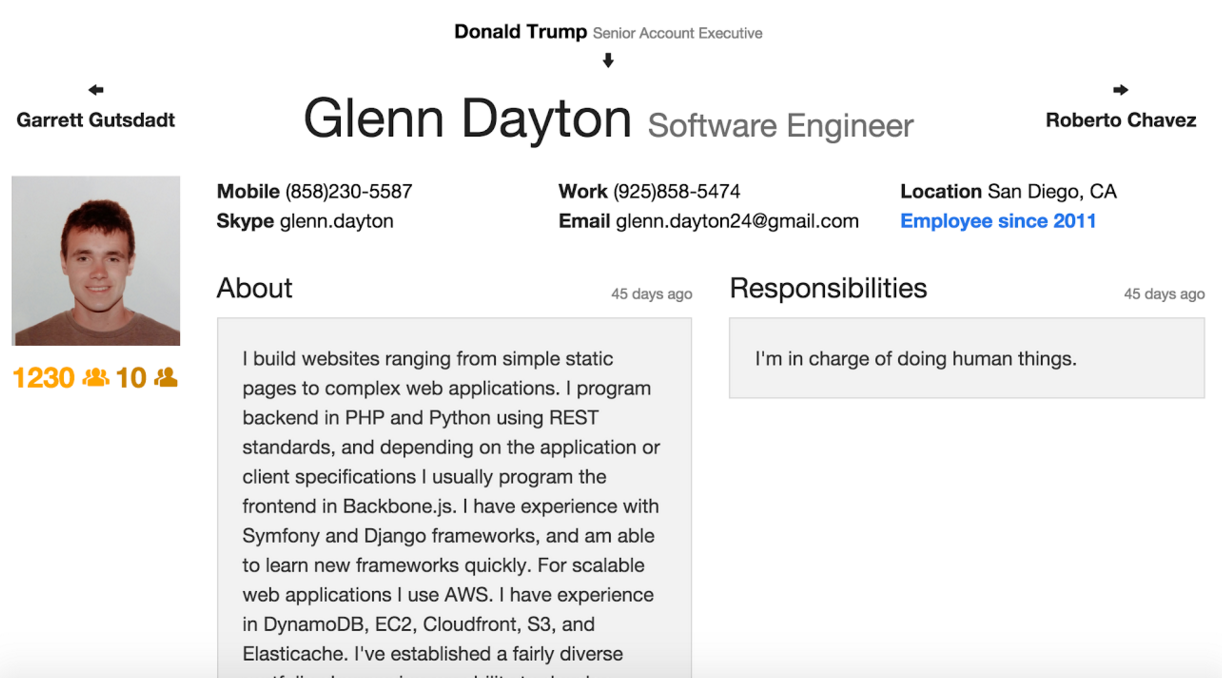 Donald Trump Senior Account Executive
Garrett Gutsdadt
Glenn Dayton Software Engineer
Roberto Chavez
Mobile (858)230-5587
Work (925)858-5474
Location San Diego, CA
Skype glenn.dayton
Email glenn.dayton24@gmail.com
Employee since 2011
1230 10
About 45 days ago
I build websites ranging from simple static
pages to complex web applications. I program
backend in PHP and Python using REST
standards, and depending on the application or
client specifications I usually program the
frontend in Backbone.js. I have experience with
Symfony and Django frameworks, and am able
to learn new frameworks quickly. For scalable
web applications I use AWS. I have experience
in DynamoDB, EC2, Cloudfront, S3, and
Elasticache. I've established a fairly diverse
Responsibilities 45 days ago
I'm in charge of doing human things.